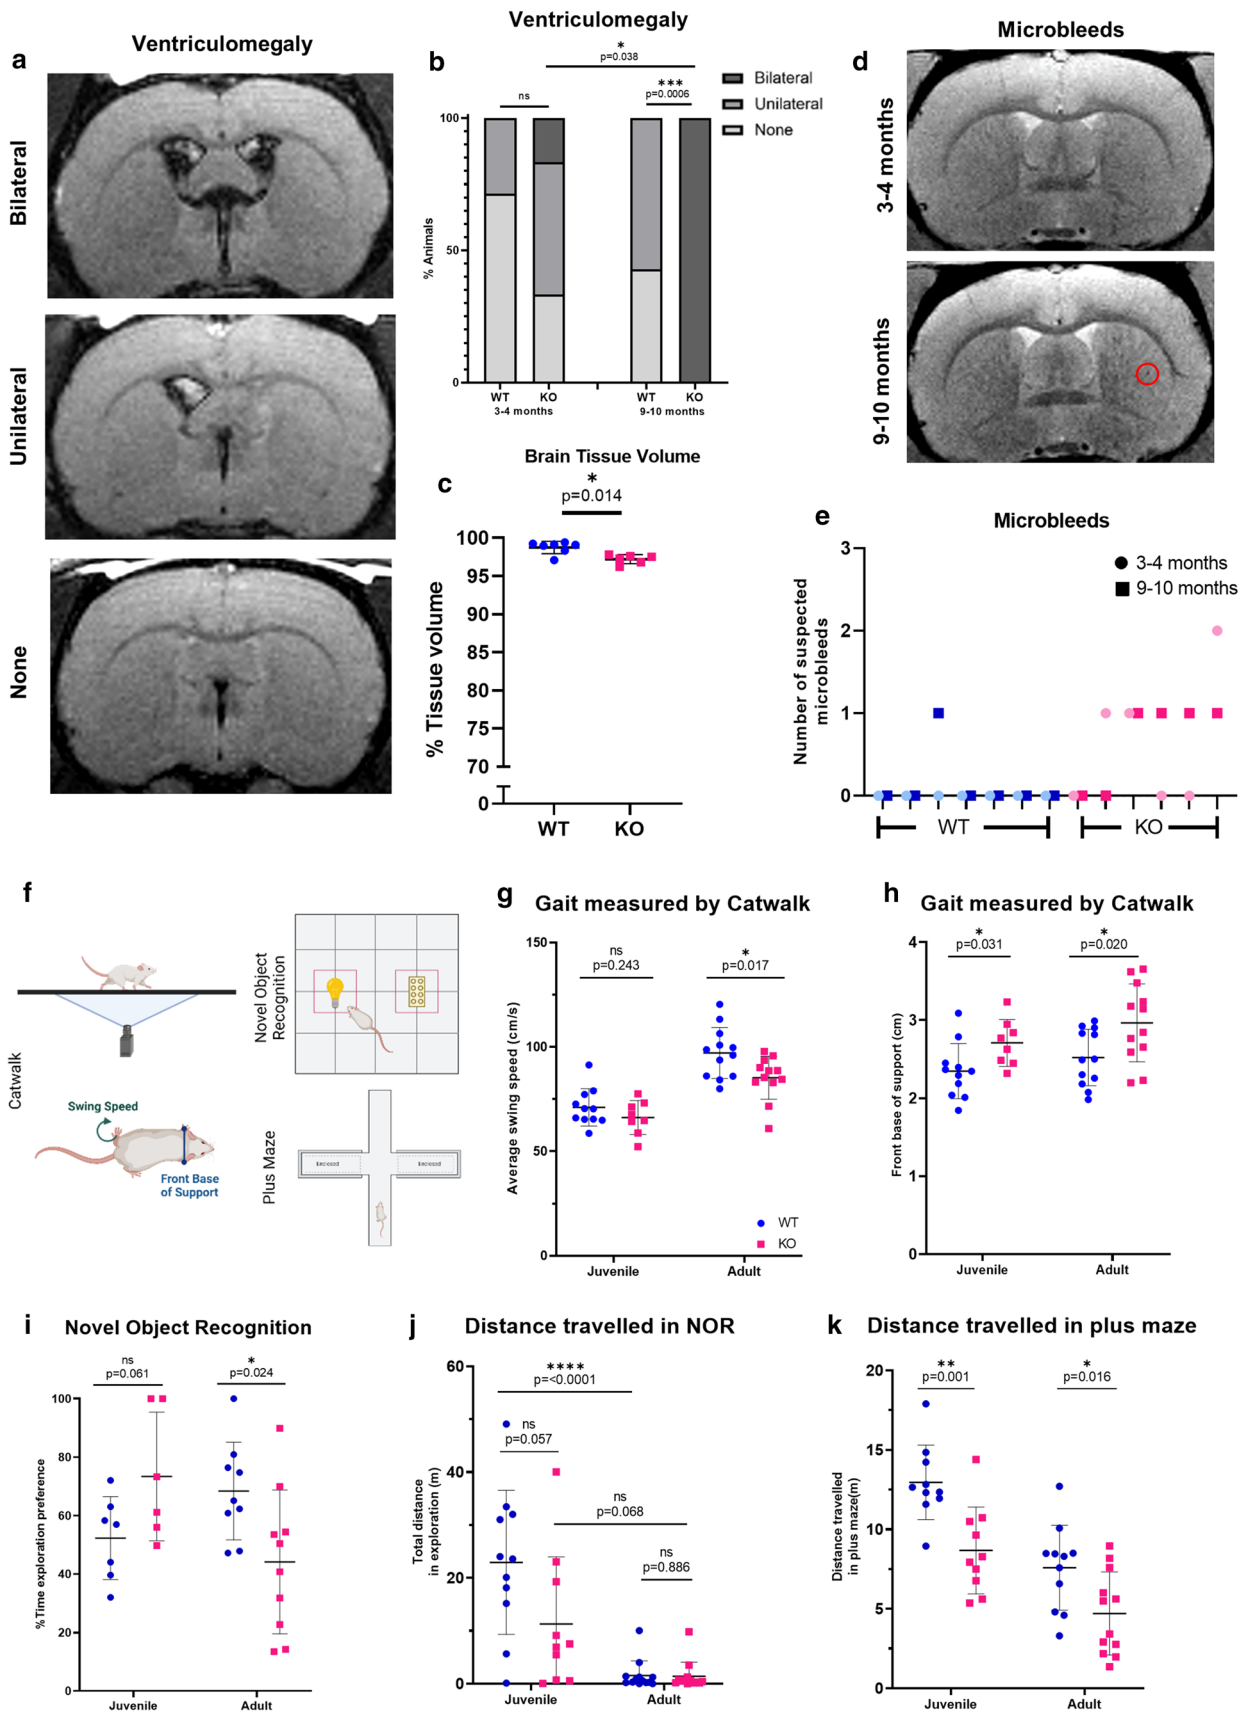 a
Ventriculomegaly
Bilateral
Unilateral
None
b
Ventriculomegaly
*
p=0.038
ns
***
p=0.0006
Bilateral
Unilateral
None
% Animals
100
50
0
WT
KO
WT
KO
3-4 months
9-10 months
c
Brain Tissue Volume
*
p=0.014
% Tissue volume
100
95
90
85
80
75
70
0
WT
KO
d
Microbleeds
3-4 months
9-10 months
e
Microbleeds
3-4 months
9-10 months
Number of suspected
microbleeds
3
2
1
0
WT
KO
f
Catwalk
Swing Speed
Front Base
of Support
Novel Object
Recognition
Plus Maze
Enclosed
Enclosed
g
Gait measured by Catwalk
ns
p=0.243
*
p=0.017
Average swing speed (cm/s)
150
100
50
0
WT
KO
Juvenile
Adult
h
Gait measured by Catwalk
*
p=0.031
*
p=0.020
Front base of support (cm)
4
3
2
1
0
Juvenile
Adult
i
Novel Object Recognition
ns
p=0.061
*
p=0.024
%Time exploration preference
100
80
60
40
20
0
Juvenile
Adult
j
Distance travelled in NOR
****
p=<0.0001
ns
p=0.057
ns
p=0.068
ns
p=0.886
Total distance
in exploration (m)
60
40
20
0
Juvenile
Adult
k
Distance travelled in plus maze
**
p=0.001
*
p=0.016
Distance travelled
in plus maze(m)
20
15
10
5
0
Juvenile
Adult